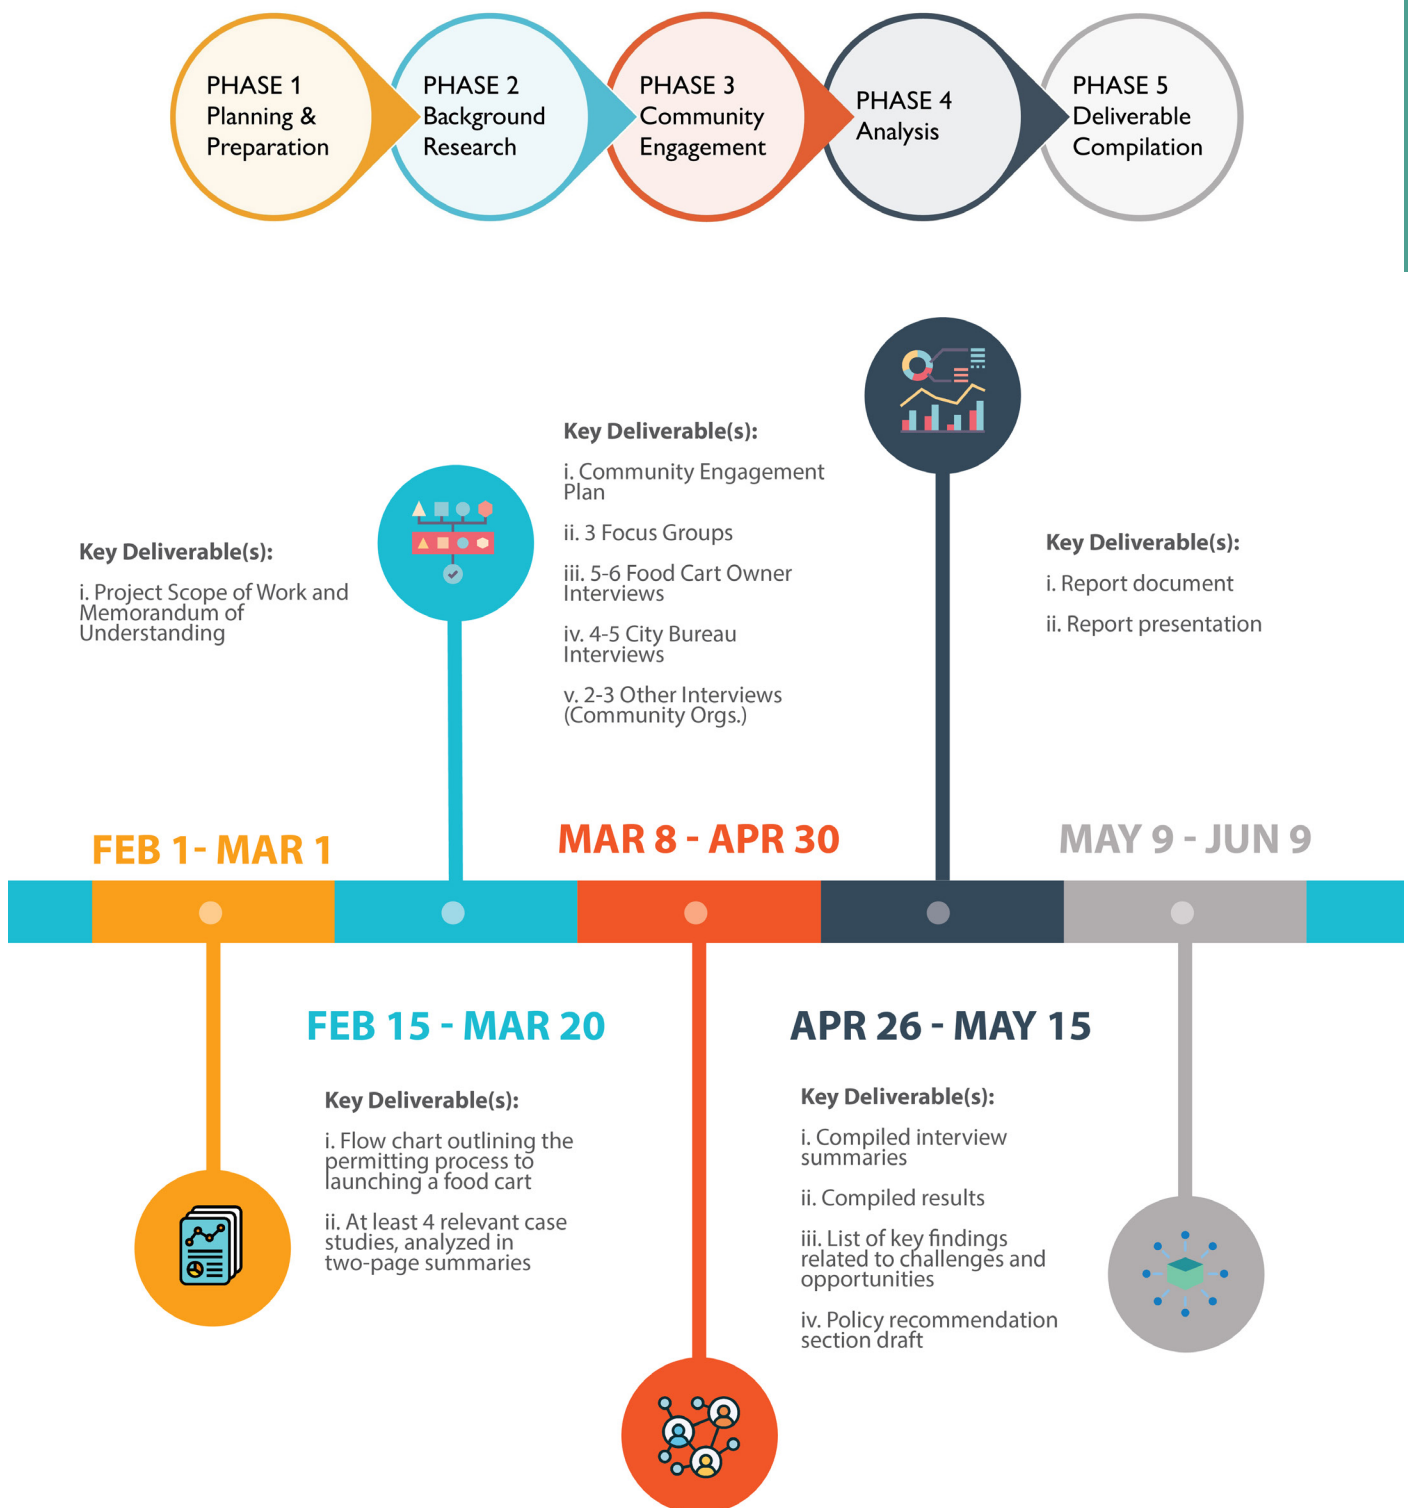 PHASE 1
Planning &
Preparation
PHASE 2
Background
Research
PHASE 3
Community
Engagement
PHASE 4
Analysis
PHASE 5
Deliverable
Compilation
Key Deliverable(s):
i. Project Scope of Work and
Memorandum of
Understanding
FEB 1- MAR 1
FEB 15 - MAR 20
Key Deliverable(s):
i. Flow chart outlining the
permitting process to
launching a food cart
ii. At least 4 relevant case
studies, analyzed in
two-page summaries
Key Deliverable(s):
i. Community Engagement
Plan
ii. 3 Focus Groups
iii. 5-6 Food Cart Owner
Interviews
iv. 4-5 City Bureau
Interviews
v. 2-3 Other Interviews
(Community Orgs.)
MAR 8 - APR 30
APR 26 - MAY 15
Key Deliverable(s):
i. Compiled interview
summaries
ii. Compiled results
iii. List of key findings
related to challenges and
opportunities
iv. Policy recommendation
section draft
Key Deliverable(s):
i. Report document
ii. Report presentation
MAY 9 - JUN 9